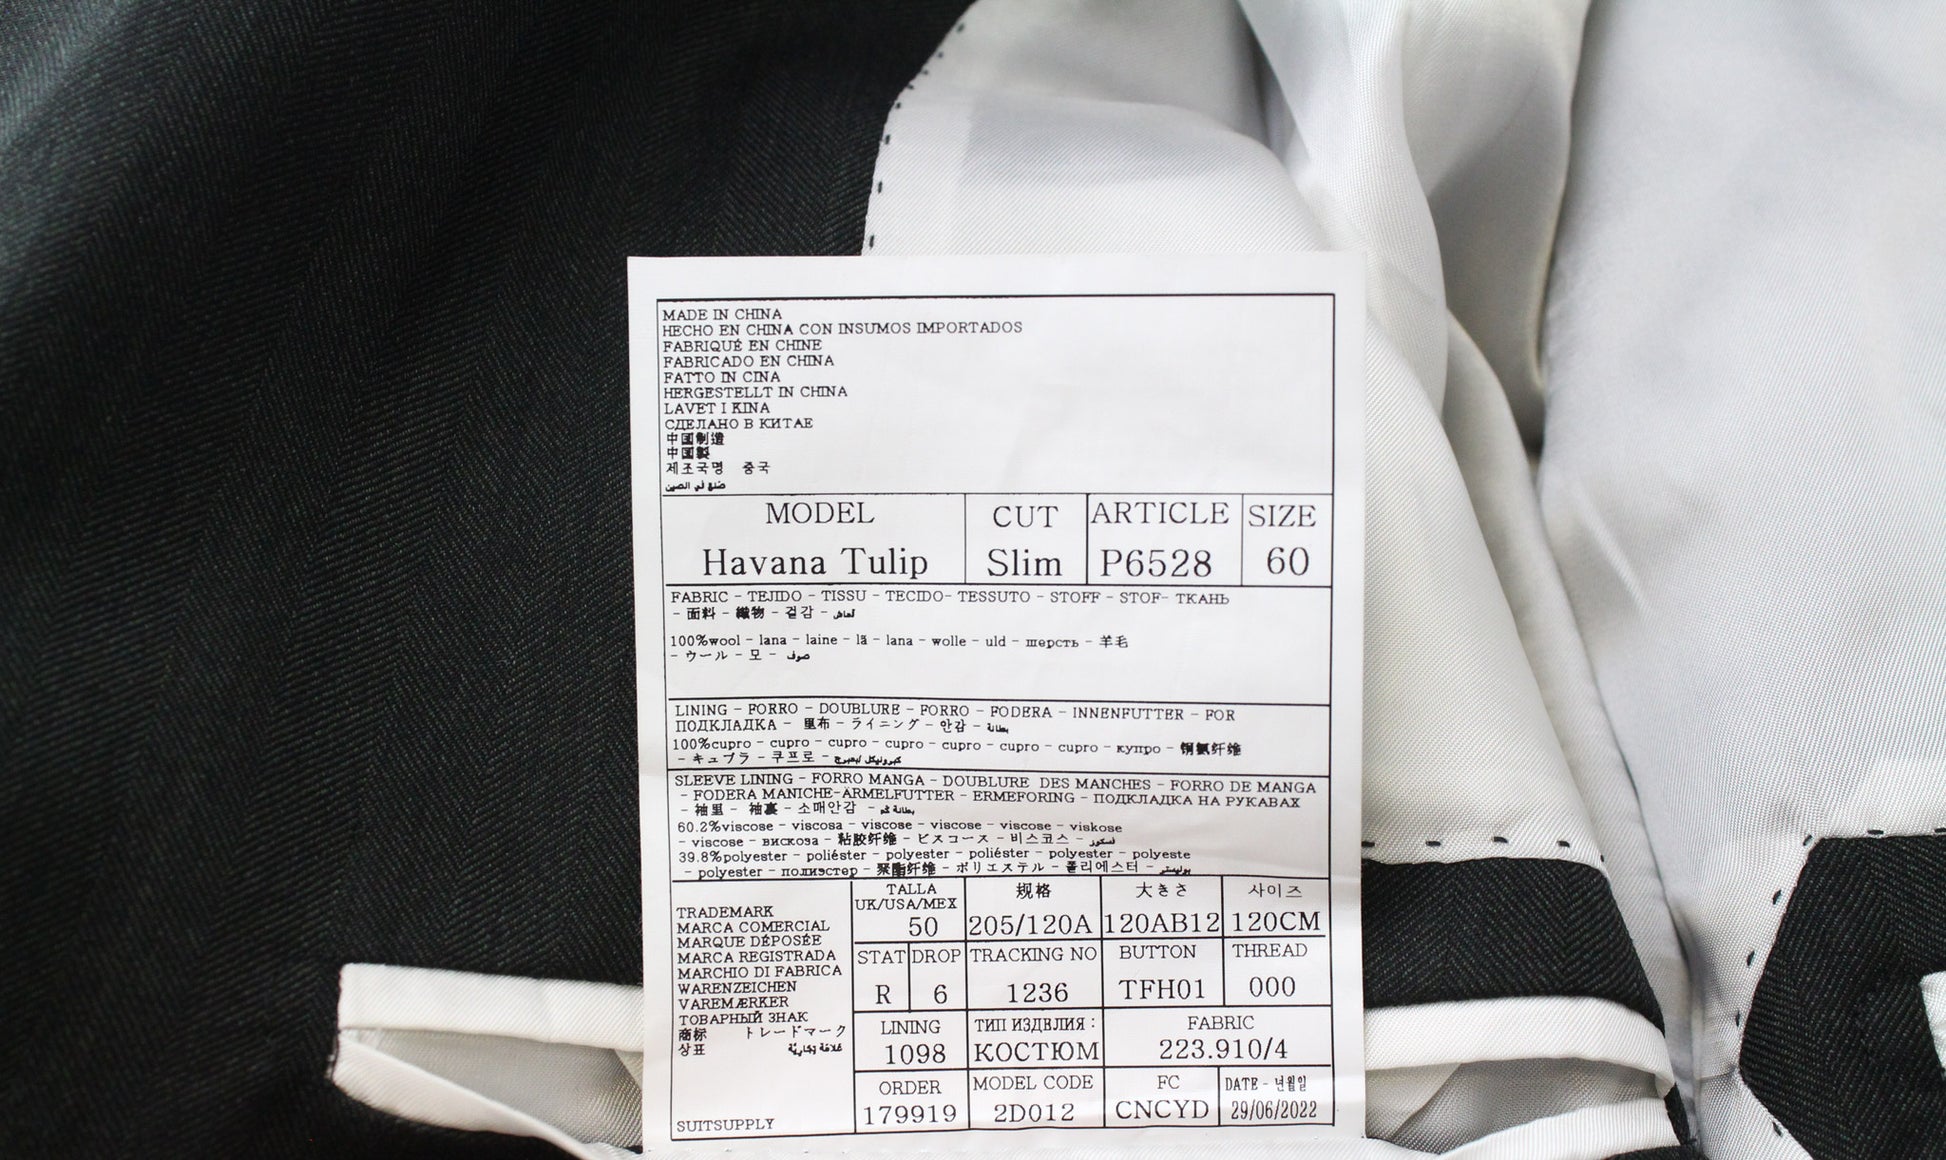 MADE IN CHINA
HECHO EN CHINA CON INSUMOS IMPORTADOS
FABRIQUÉ EN CHINE
FABRICADO EN CHINA
FATTO IN CINA
HERGESTELLT IN CHINA
LAVET I KINA
СДЕЛАНО В КИТАЕ
中国制造
中国製
제조국명 중국
صنع في الصين
MODEL CUT ARTICLE SIZE
Havana Tulip Slim P6528 60
FABRIC - TEJIDO - TISSU - TECIDO- TESSUTO - STOFF - STOF- ТКАНЬ
- 面料 - 織物 - 겉감 - لماش
100%wool - lana - laine - lã - lana - wolle - uld - шерсть - 羊毛
- ウール - 모 - صوف
LINING - FORRO - DOUBLURE - FORRO - FODERA - INNENFUTTER - FOR
ПОДКЛАДКА - 里布 - ライニング - 안감 - بطانة
100%cupro - cupro - cupro - cupro - cupro - cupro - cupro - купро - 铜氨纤维
- キュプラ - 쿠프로 -
SLEEVE LINING - FORRO MANGA - DOUBLURE DES MANCHES - FORRO DE MANGA
- FODERA MANICHE-ÄRMELFUTTER - ERMEFORING - ПОДКЛАДКА НА РУКАВАХ
- 袖里 - 袖裏 - 소매안감 - بطانة كم
60.2%viscose - viscosa - viscose - viscose - viscose - viskose
- viscose - вискоза - 粘胶纤维 - ビスコース - 비스코스 -
39.8%polyester - poliéster - polyester - poliéster - polyester - polyeste
- polyester - полиэстер - 聚酯纤维 - ポリエステル - 폴리에스터 -
TALLA 规格 大きさ 사이즈
UK/USA/MEX
50 205/120A 120AB12 120CM
TRADEMARK
MARCA COMERCIAL
MARQUE DÉPOSÉE
MARCA REGISTRADA
MARCHIO DI FABRICA
WARENZEICHEN
VAREMÆRKER
ТОВАРНЫЙ ЗНАК
商标 トレードマーク
상표 علامة تجارية
SUITSUPPLY
STAT DROP TRACKING NO BUTTON THREAD
R 6 1236 TFH01 000
LINING ТИП ИЗДВЛИЯ : FABRIC
1098 КОСТЮМ 223.910/4
ORDER MODEL CODE FC DATE - 년월일
179919 2D012 CNCYD 29/06/2022